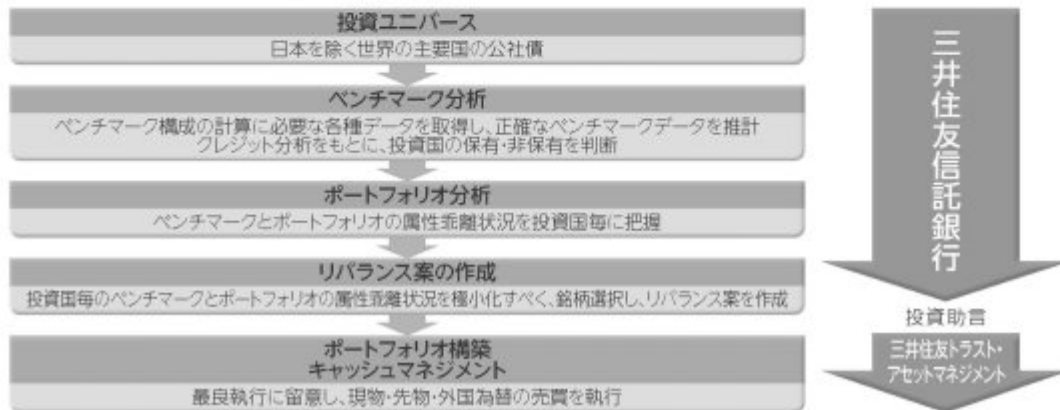 投資ユニバース
日本を除く世界の主要国の公社債
ベンチマーク分析
ベンチマーク構成の計算に必要な各種データを取得し、正確なベンチマークデータを推計
クレジット分析をもとに、投資国の保有・非保有を判断
ポートフォリオ分析
ベンチマークとポートフォリオの属性乖離状況を投資国毎に把握
リバランス案の作成
投資国毎のベンチマークとポートフォリオの属性乖離状況を極小化すべく、銘柄選択し、リバランス案を作成
ポートフォリオ構築
キャッシュマネジメント
最良執行に留意し、現物・先物・外国為替の売買を執行
三井住友信託銀行
投資助言
三井住友トラスト・
アセットマネジメント